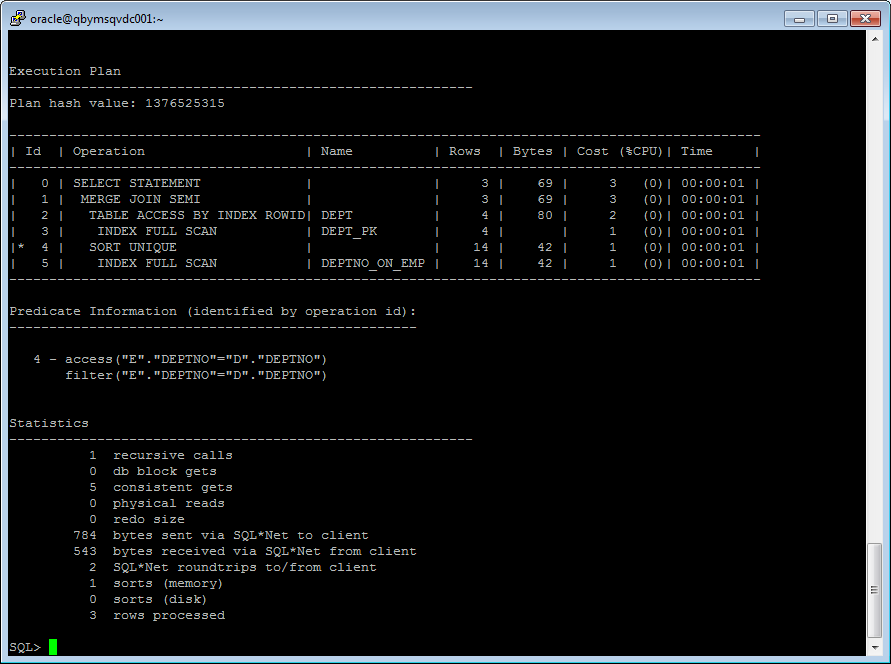 oracle@qbymsqvdc001:~
Execution Plan
----------------------------------------------------------
Plan hash value: 1376525315
----------------------------------------------------------------------------------------------
| Id  | Operation                    | Name          | Rows  | Bytes | Cost (%CPU)| Time     |
----------------------------------------------------------------------------------------------
|   0 | SELECT STATEMENT             |               |     3 |    69 |     3   (0)| 00:00:01 |
|   1 |  MERGE JOIN SEMI             |               |     3 |    69 |     3   (0)| 00:00:01 |
|   2 |   TABLE ACCESS BY INDEX ROWID| DEPT          |     4 |    80 |     2   (0)| 00:00:01 |
|   3 |    INDEX FULL SCAN           | DEPT_PK       |     4 |       |     1   (0)| 00:00:01 |
|*  4 |   SORT UNIQUE                |               |    14 |    42 |     1   (0)| 00:00:01 |
|   5 |    INDEX FULL SCAN           | DEPTNO_ON_EMP |    14 |    42 |     1   (0)| 00:00:01 |
----------------------------------------------------------------------------------------------
Predicate Information (identified by operation id):
---------------------------------------------------
   4 - access("E"."DEPTNO"="D"."DEPTNO")
       filter("E"."DEPTNO"="D"."DEPTNO")
Statistics
----------------------------------------------------------
          1  recursive calls
          0  db block gets
          5  consistent gets
          0  physical reads
          0  redo size
        784  bytes sent via SQL*Net to client
        543  bytes received via SQL*Net from client
          2  SQL*Net roundtrips to/from client
          1  sorts (memory)
          0  sorts (disk)
          3  rows processed
SQL>